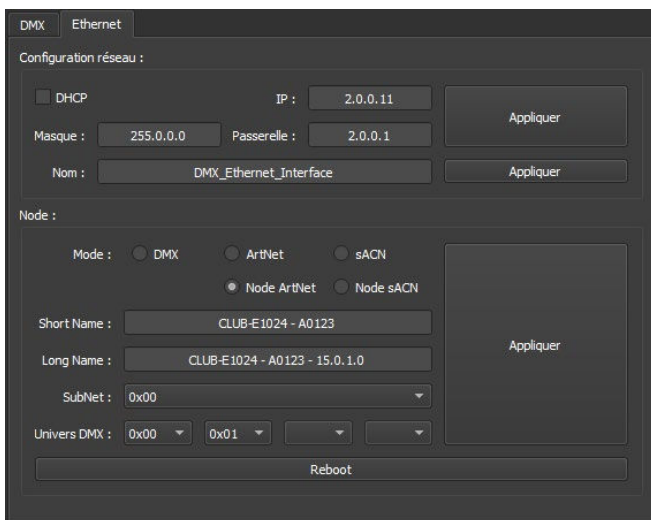 DMX Ethernet
Configuration réseau :
DHCP IP : 2.0.0.11 Appliquer
Masque : 255.0.0.0 Passerelle : 2.0.0.1
Nom : DMX_Ethernet_Interface Appliquer
Node :
Mode : DMX ArtNet sACN
Node ArtNet Node sACN
Short Name : CLUB-E1024 - A0123
Long Name : CLUB-E1024 - A0123 - 15.0.1.0 Appliquer
SubNet : 0x00
Univers DMX : 0x00 0x01
Reboot